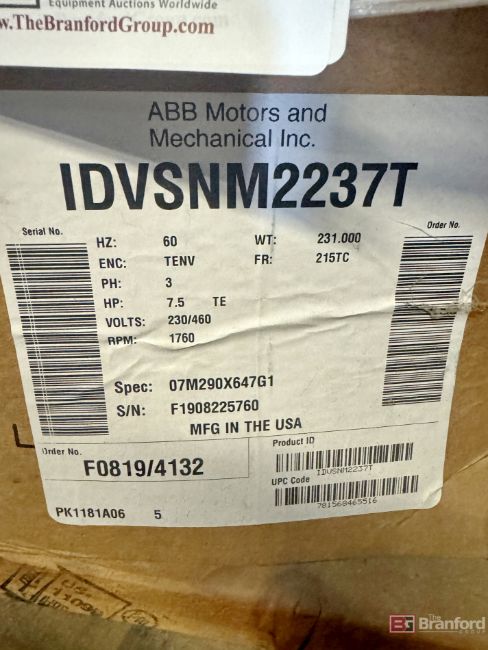 Equipment Auctions Worldwide
w.TheBranfordGroup.com
ABB Motors and
Mechanical Inc.
IDVSNM2237T
Serial No.
Order No.
HZ: 60 WT: 231.000
ENC: TENV FR: 215TC
PH: 3
HP: 7.5 TE
VOLTS: 230/460
RPM: 1760
Spec: 07M290X647G1
S/N: F1908225760
MFG IN THE USA
Order No.
F0819/4132
Product ID
IDVSNM2237T
UPC Code
781568465516
PK1181A06 5
BG The
Branford
GROUP